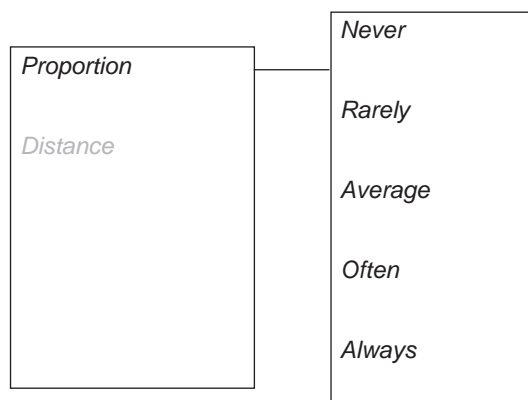 Proportion
Distance
Never
Rarely
Average
Often
Always